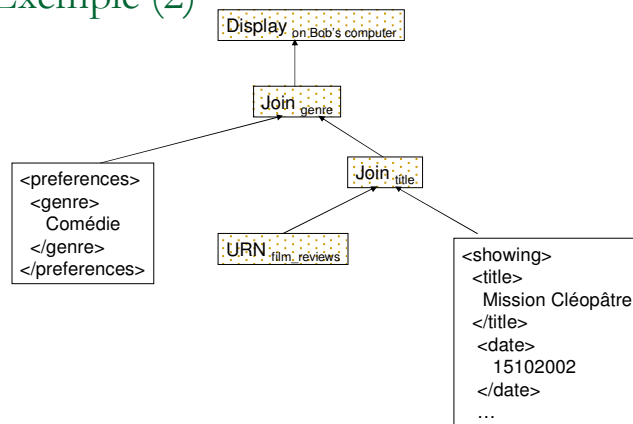 Exemple (2)
Display on Bob's computer
Join genre
Join title
<preferences>
<genre>
Comédie
</genre>
</preferences>
URN film_reviews
<showing>
<title>
Mission Cléopâtre
</title>
<date>
15102002
</date>
…